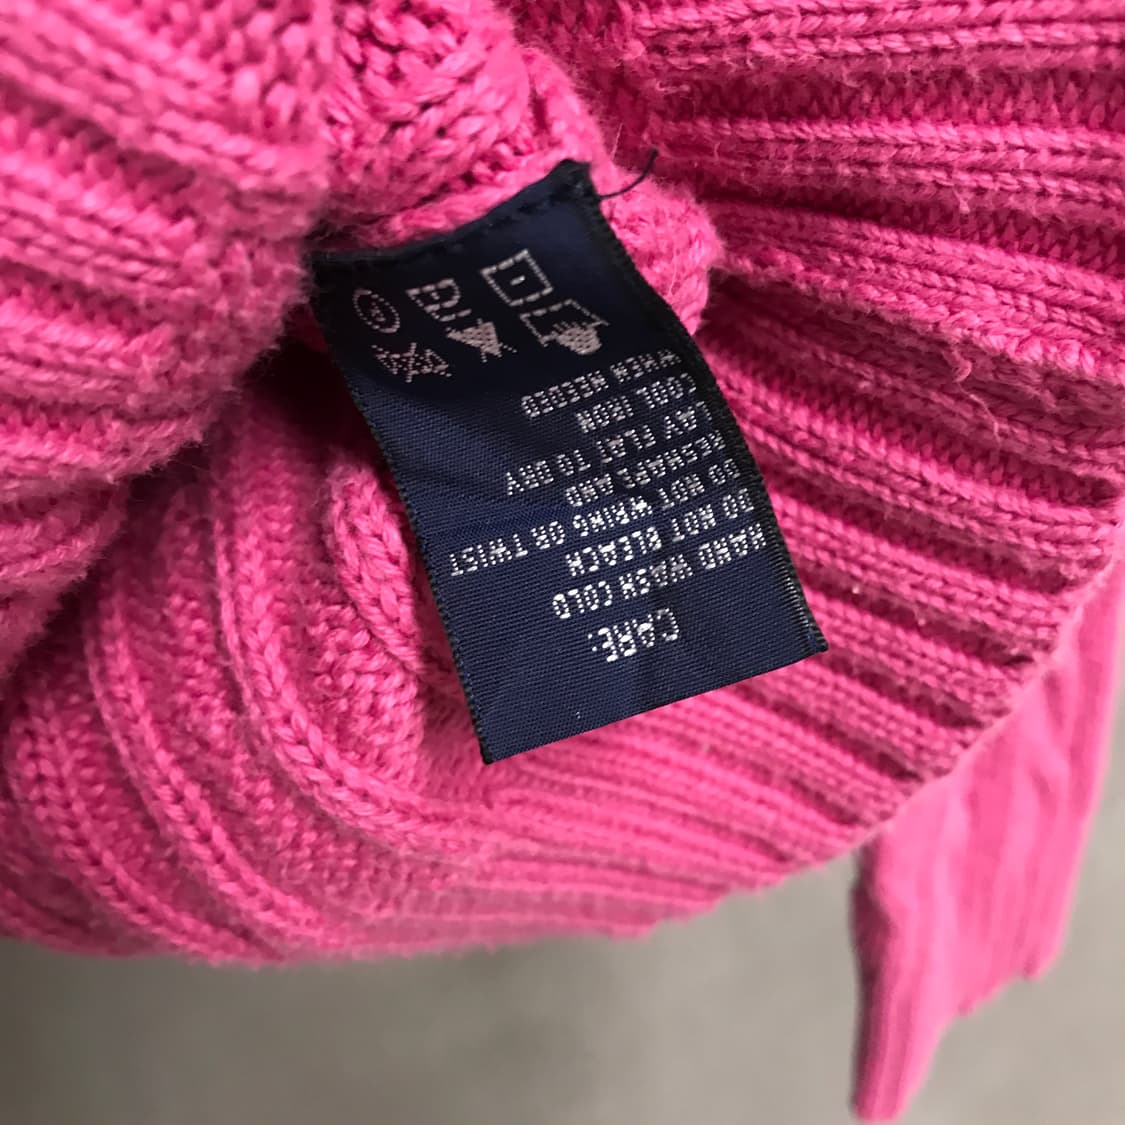 CARE:
HAND WASH COLD
DO NOT BLEACH
DO NOT WRING OR TWIST
RESHAPE AND
LAY FLAT TO DRY
COOL IRON
WHEN NEEDED